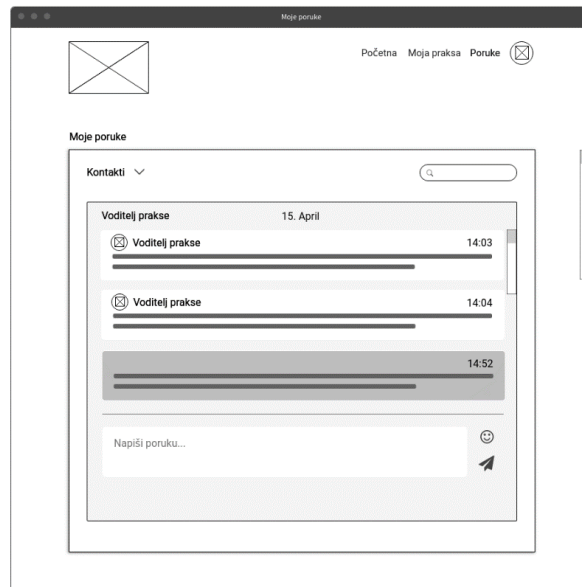 Moje poruke
Početna Moja praksa Poruke
Moje poruke
Kontakti
Voditelj prakse 15. April
Voditelj prakse 14:03
Voditelj prakse 14:04
14:52
Napiši poruku...